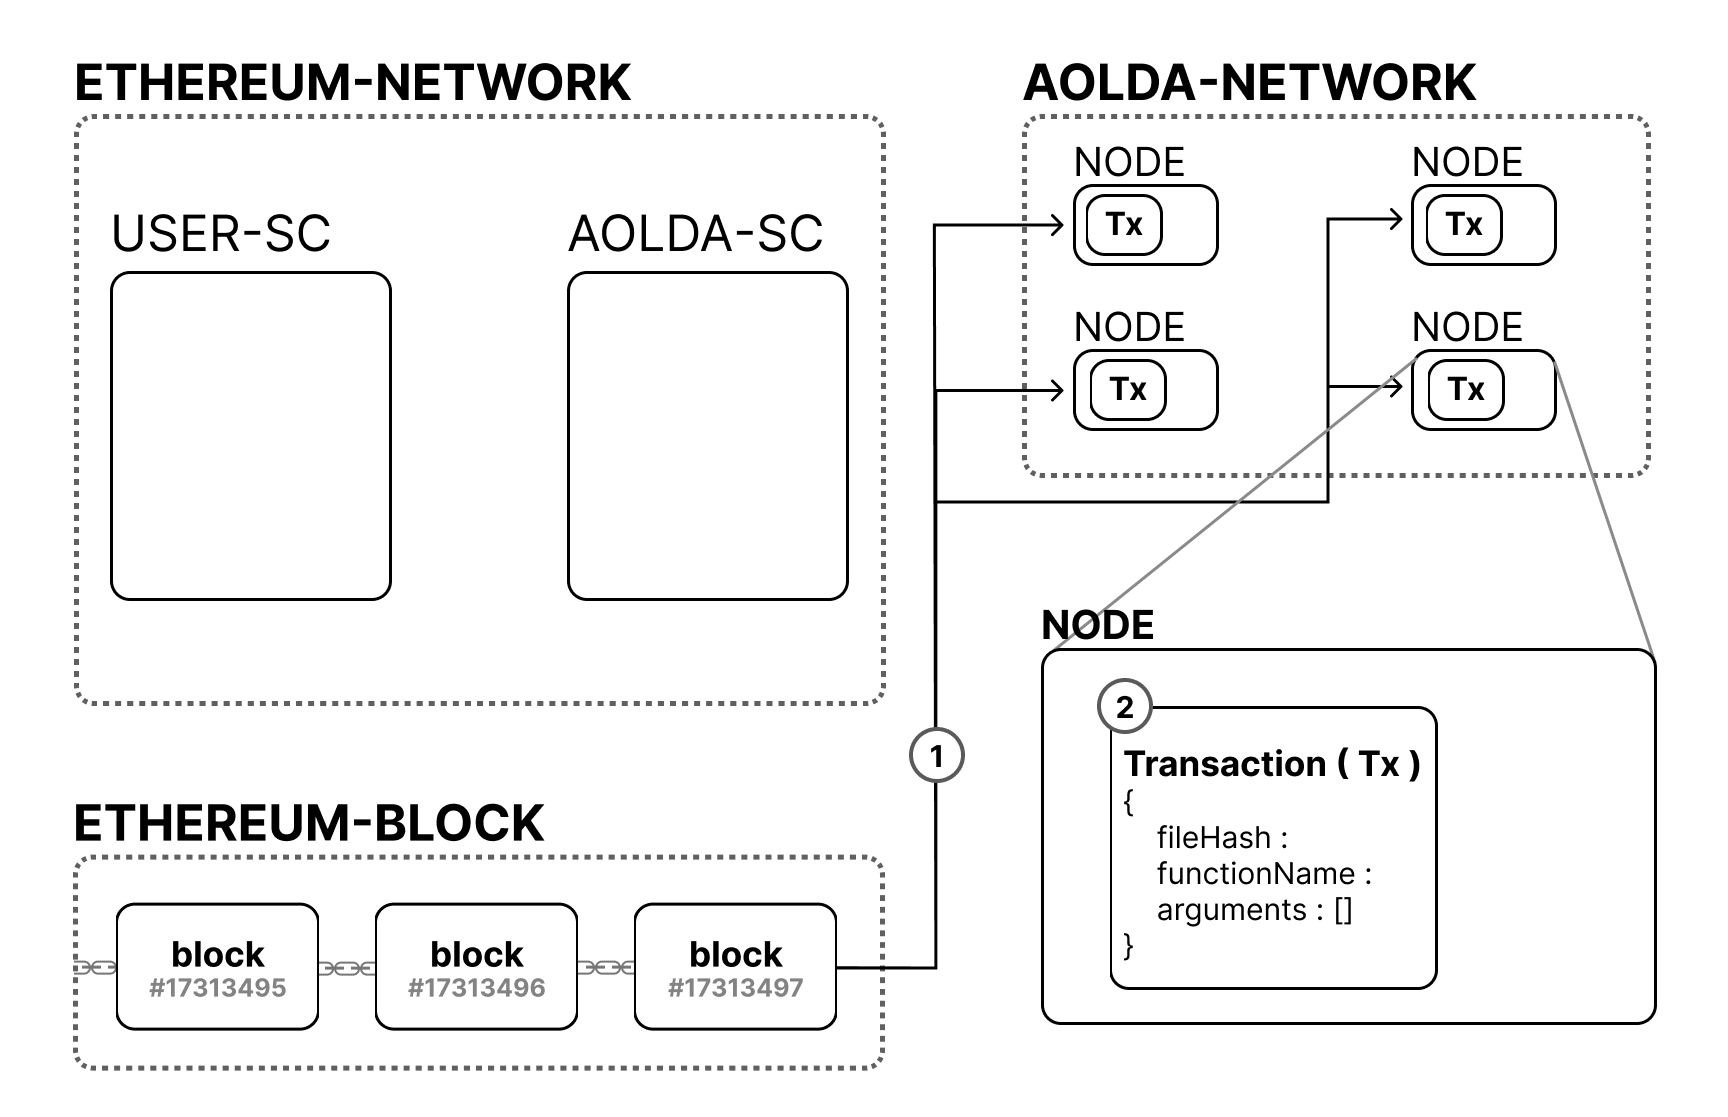 ETHEREUM-NETWORK
USER-SC
AOLDA-SC
AOLDA-NETWORK
NODE
Tx
NODE
Tx
NODE
Tx
NODE
Tx
1
NODE
2
Transaction ( Tx )
{
fileHash :
functionName :
arguments : []
}
ETHEREUM-BLOCK
block
#17313495
block
#17313496
block
#17313497